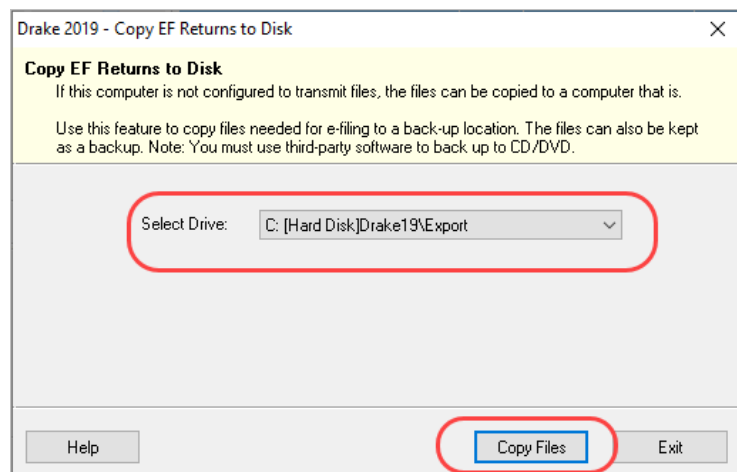 Drake 2019 - Copy EF Returns to Disk
Copy EF Returns to Disk
If this computer is not configured to transmit files, the files can be copied to a computer that is.
Use this feature to copy files needed for e-filing to a back-up location. The files can also be kept
as a backup. Note: You must use third-party software to back up to CD/DVD.
Select Drive: C: [Hard Disk]Drake19\Export
Help Copy Files Exit